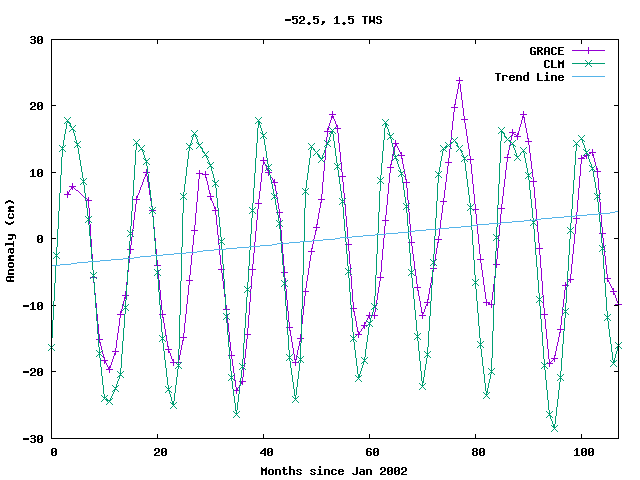 -52.5, 1.5 TWS
GRACE
CLM
Trend Line
30
20
10
0
-10
-20
-30
Anomaly (cm)
0 20 40 60 80 100
Months since Jan 2002